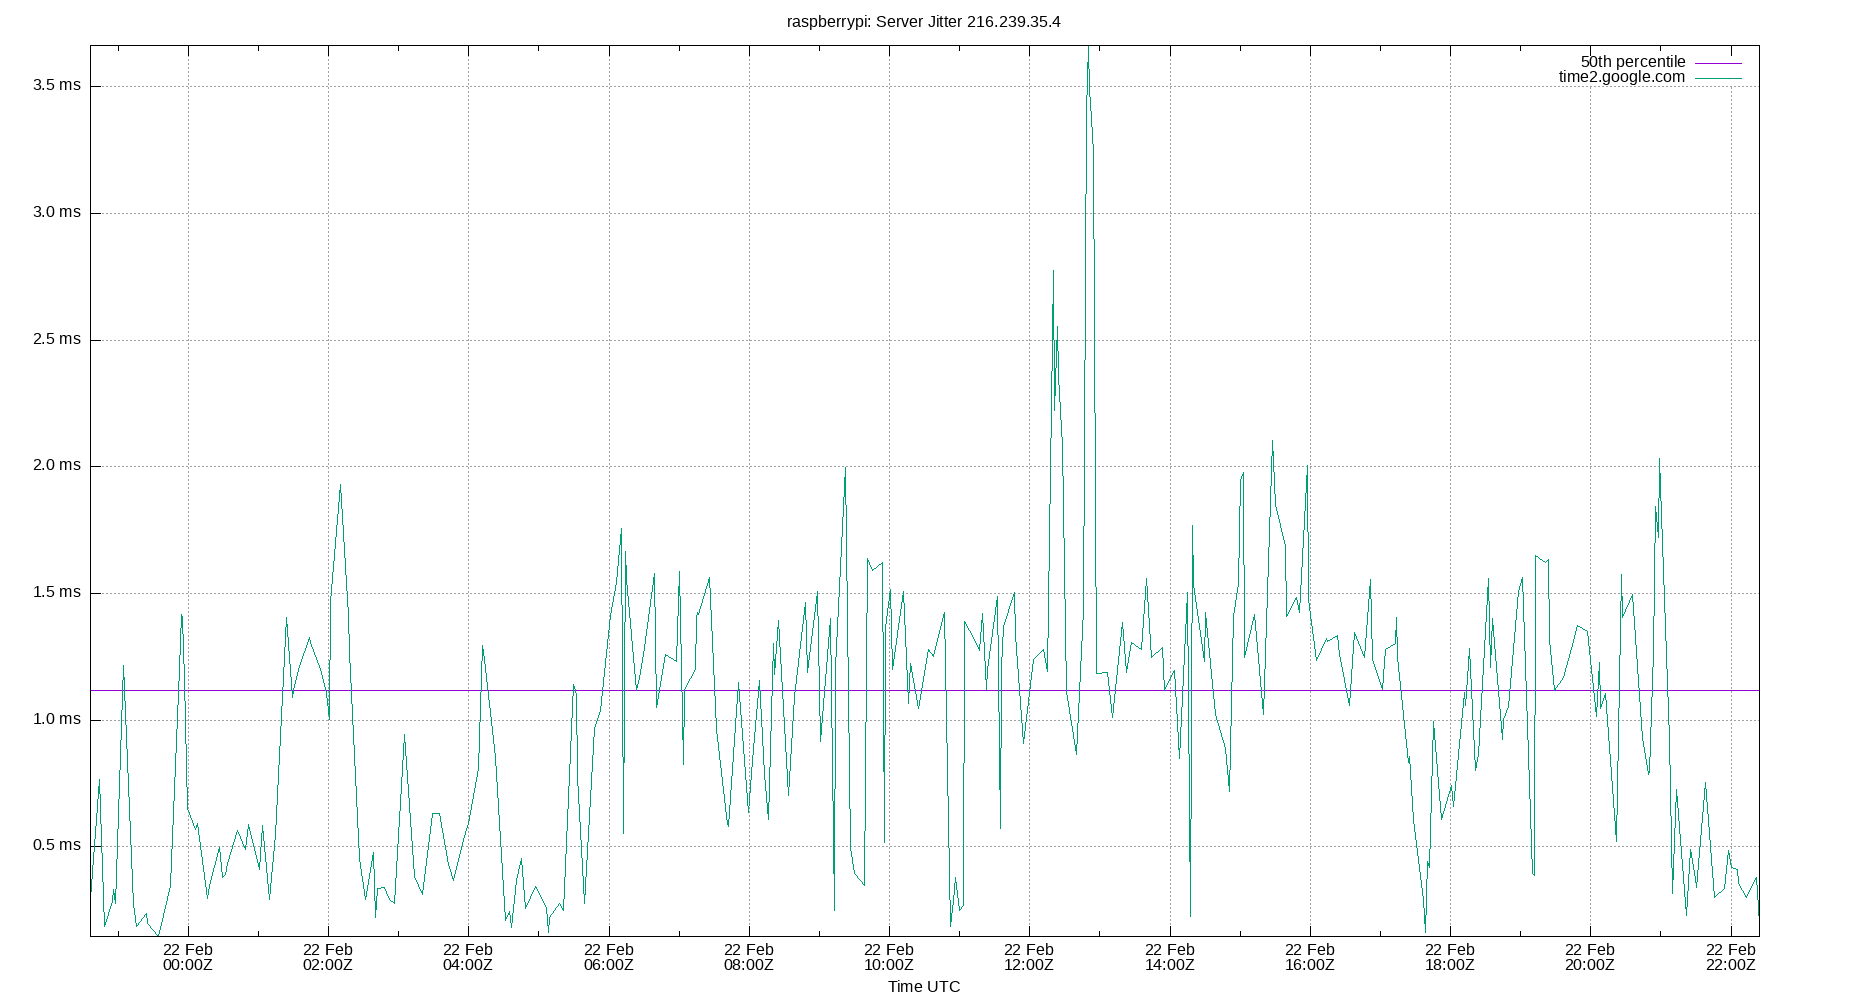 raspberrypi: Server Jitter 216.239.35.4
50th percentile
time2.google.com
3.5 ms
3.0 ms
2.5 ms
2.0 ms
1.5 ms
1.0 ms
0.5 ms
22 Feb 22 Feb 22 Feb 22 Feb 22 Feb 22 Feb 22 Feb 22 Feb 22 Feb 22 Feb 22 Feb 22 Feb
00:00Z 02:00Z 04:00Z 06:00Z 08:00Z 10:00Z 12:00Z 14:00Z 16:00Z 18:00Z 20:00Z 22:00Z
Time UTC